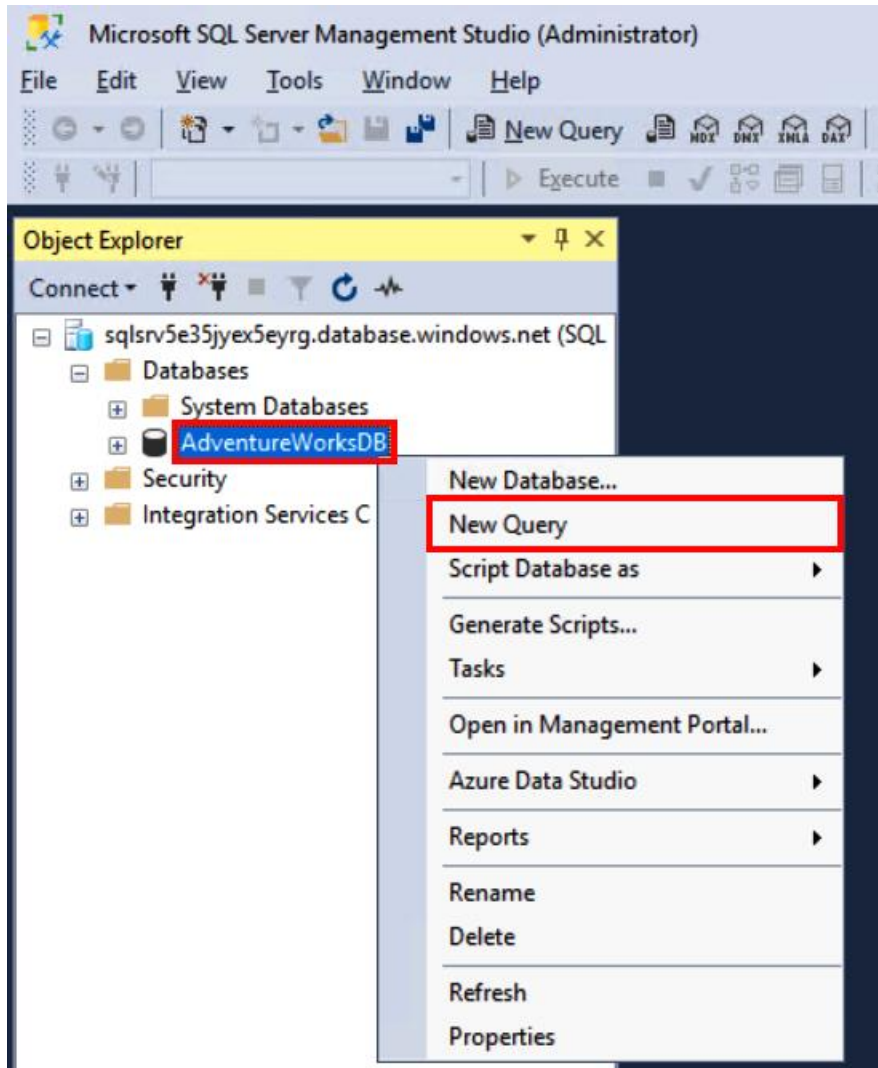 Microsoft SQL Server Management Studio (Administrator)
File Edit View Tools Window Help
New Query MDX DMX XMLA DAX
Execute
Object Explorer
Connect
sqlsrv5e35jyex5eyrg.database.windows.net (SQL
Databases
System Databases
AdventureWorksDB
Security
Integration Services C
New Database...
New Query
Script Database as
Generate Scripts...
Tasks
Open in Management Portal...
Azure Data Studio
Reports
Rename
Delete
Refresh
Properties